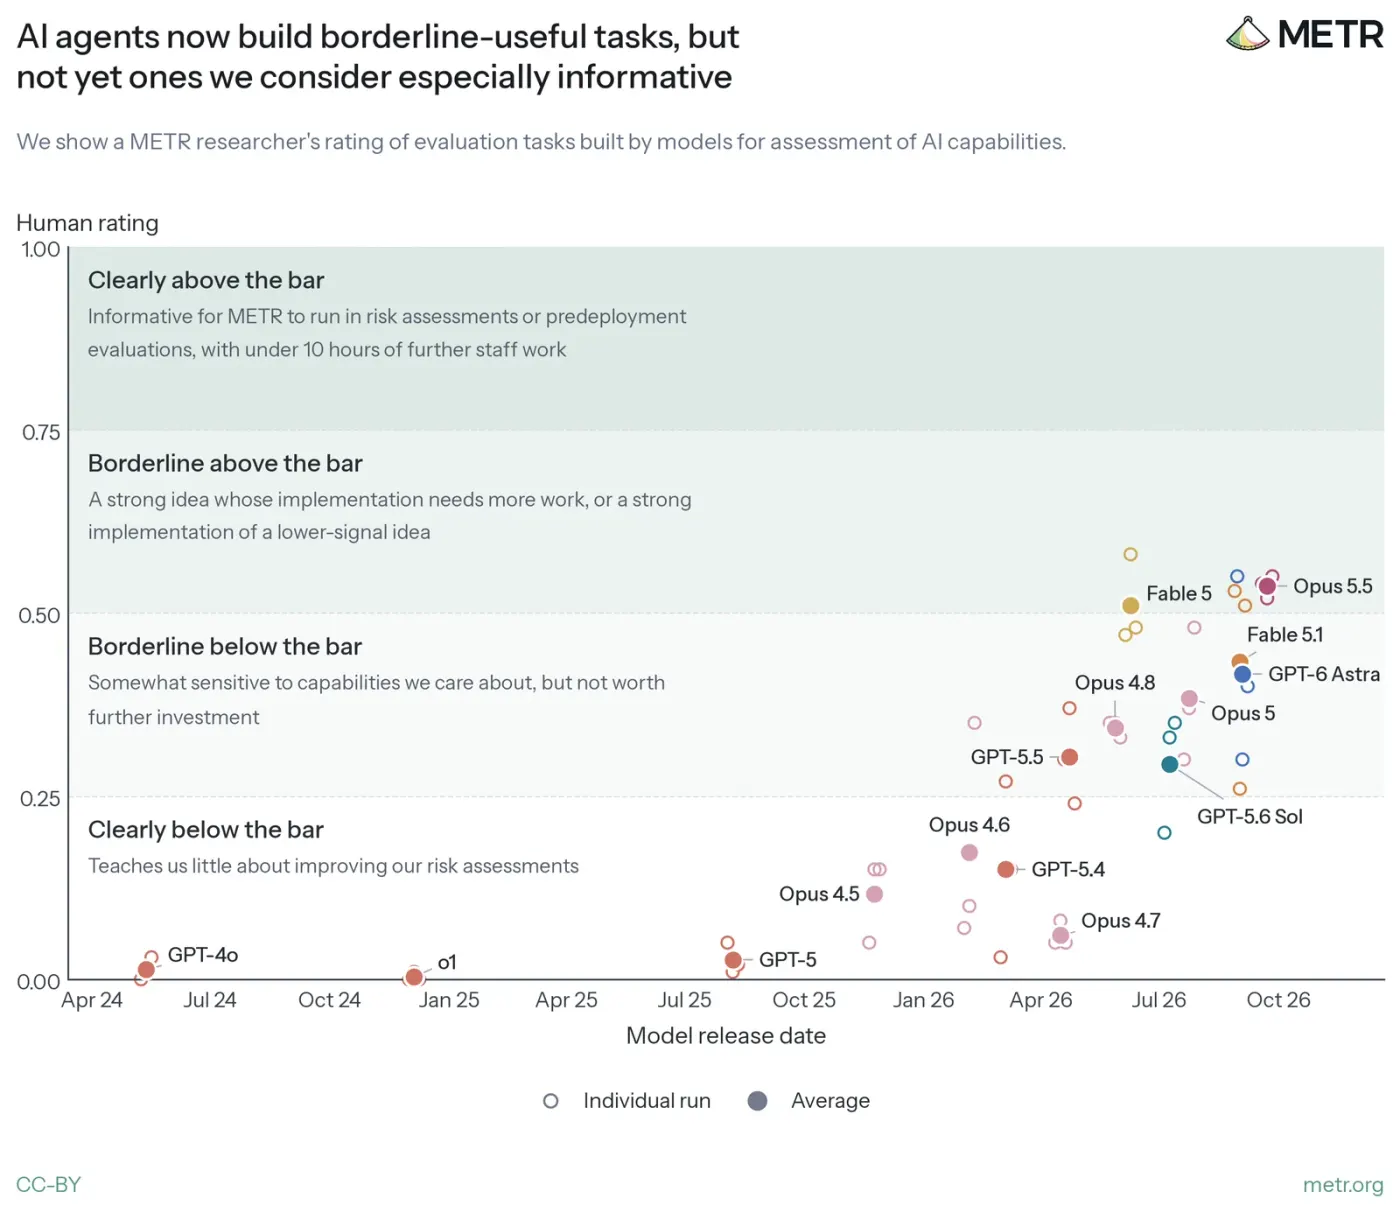 AI agents now build borderline-useful tasks, but
not yet ones we consider especially informative
METR
We show a METR researcher's rating of evaluation tasks built by models for assessment of AI capabilities.
Human rating
1.00
Clearly above the bar
Informative for METR to run in risk assessments or predeployment
evaluations, with under 10 hours of further staff work
0.75
Borderline above the bar
A strong idea whose implementation needs more work, or a strong
implementation of a lower-signal idea
Fable 5
Opus 5.5
0.50
Borderline below the bar
Somewhat sensitive to capabilities we care about, but not worth
further investment
Fable 5.1
GPT-6 Astra
Opus 4.8
Opus 5
GPT-5.5
0.25
GPT-5.6 Sol
Clearly below the bar
Teaches us little about improving our risk assessments
Opus 4.6
GPT-5.4
Opus 4.5
Opus 4.7
GPT-4o
o1
GPT-5
0.00
Apr 24 Jul 24 Oct 24 Jan 25 Apr 25 Jul 25 Oct 25 Jan 26 Apr 26 Jul 26 Oct 26
Model release date
Individual run Average
CC-BY
metr.org